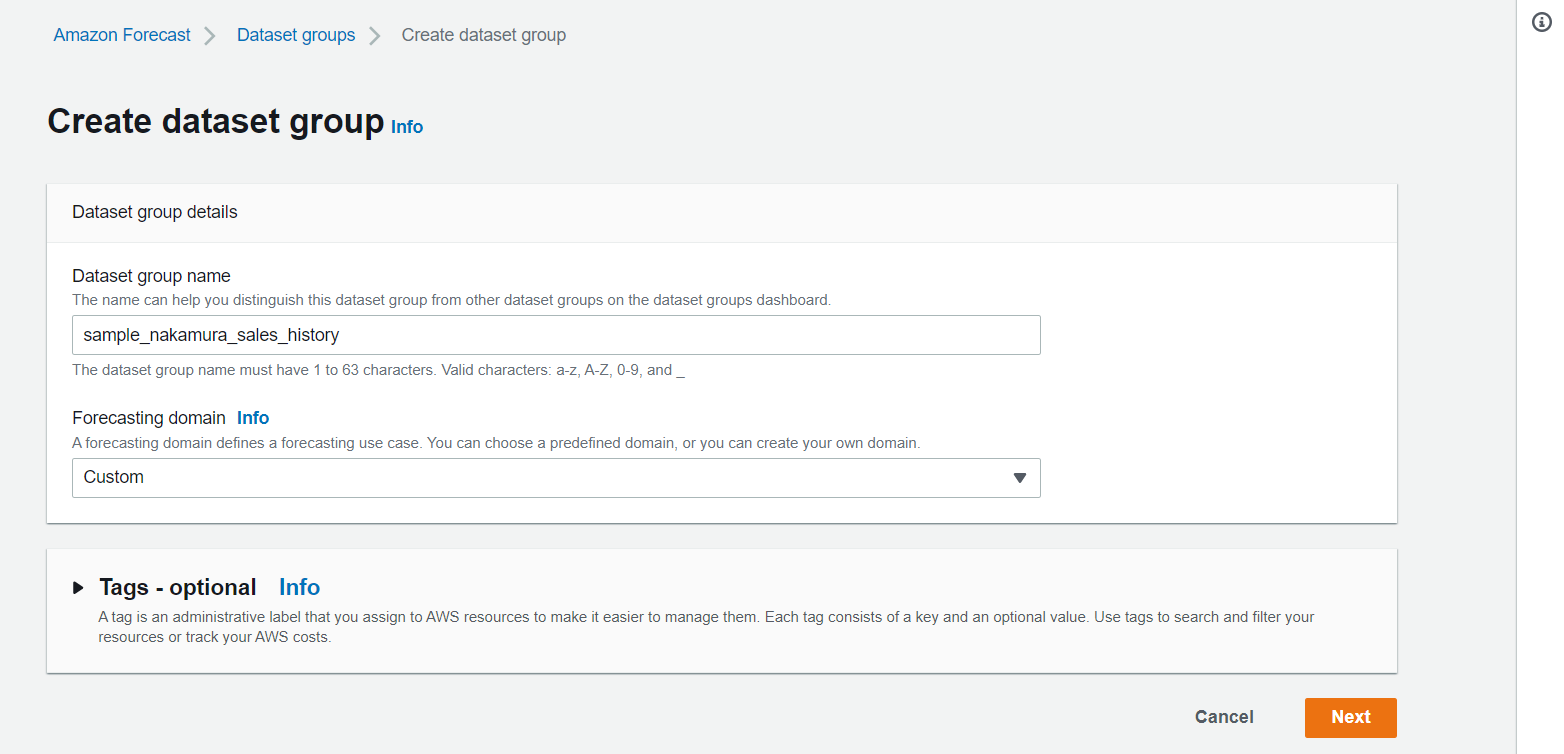 Amazon Forecast Dataset groups Create dataset group
Create dataset group Info
Dataset group details
Dataset group name
The name can help you distinguish this dataset group from other dataset groups on the dataset groups dashboard.
sample_nakamura_sales_history
The dataset group name must have 1 to 63 characters. Valid characters: a-z, A-Z, 0-9, and _
Forecasting domain Info
A forecasting domain defines a forecasting use case. You can choose a predefined domain, or you can create your own domain.
Custom
Tags - optional Info
A tag is an administrative label that you assign to AWS resources to make it easier to manage them. Each tag consists of a key and an optional value. Use tags to search and filter your
resources or track your AWS costs.
Cancel Next